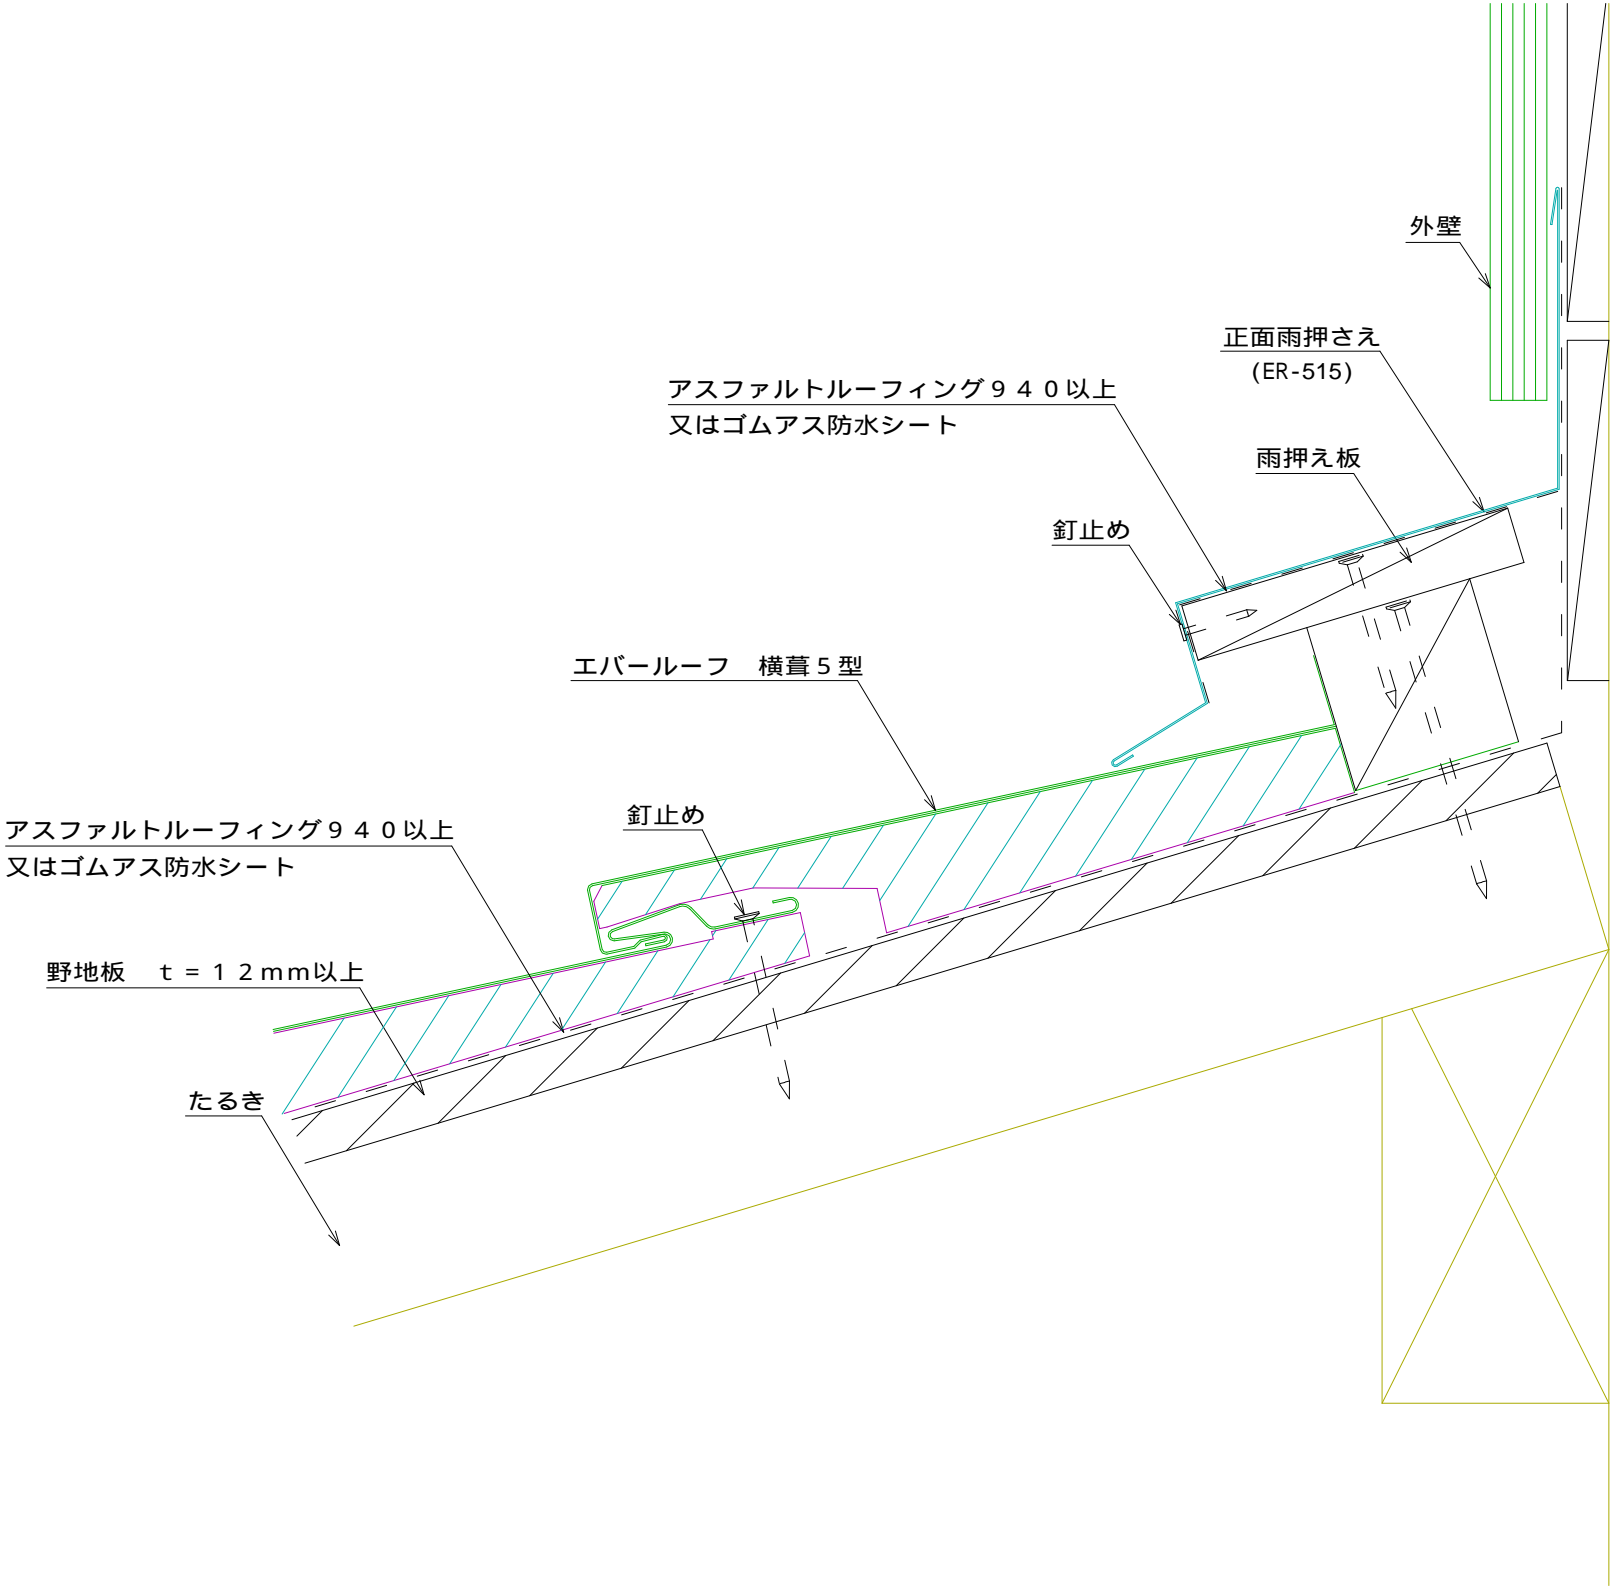 外壁
正面雨押さえ
(ER-515)
アスファルトルーフィング９４０以上
又はゴムアス防水シート
雨押え板
釘止め
エバールーフ　横葺５型
釘止め
アスファルトルーフィング９４０以上
又はゴムアス防水シート
野地板　ｔ＝１２mm以上
たるき